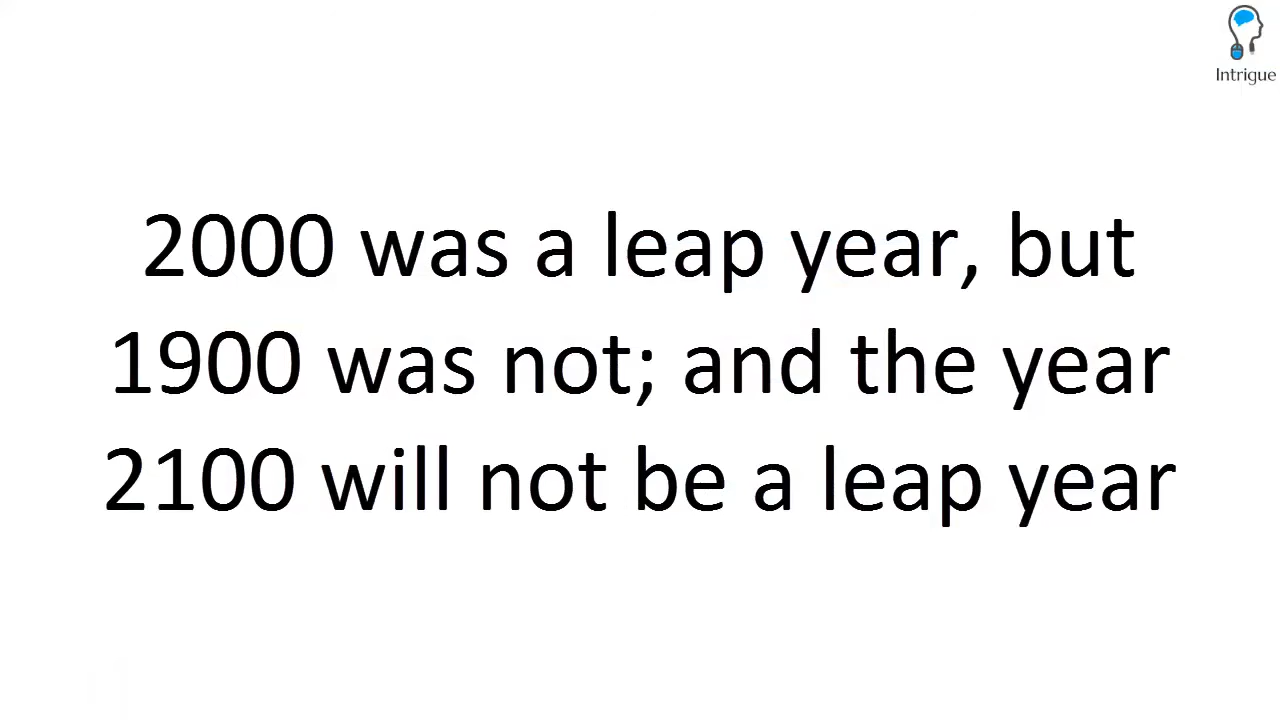 Intrigue
2000 was a leap year, but
1900 was not; and the year
2100 will not be a leap year